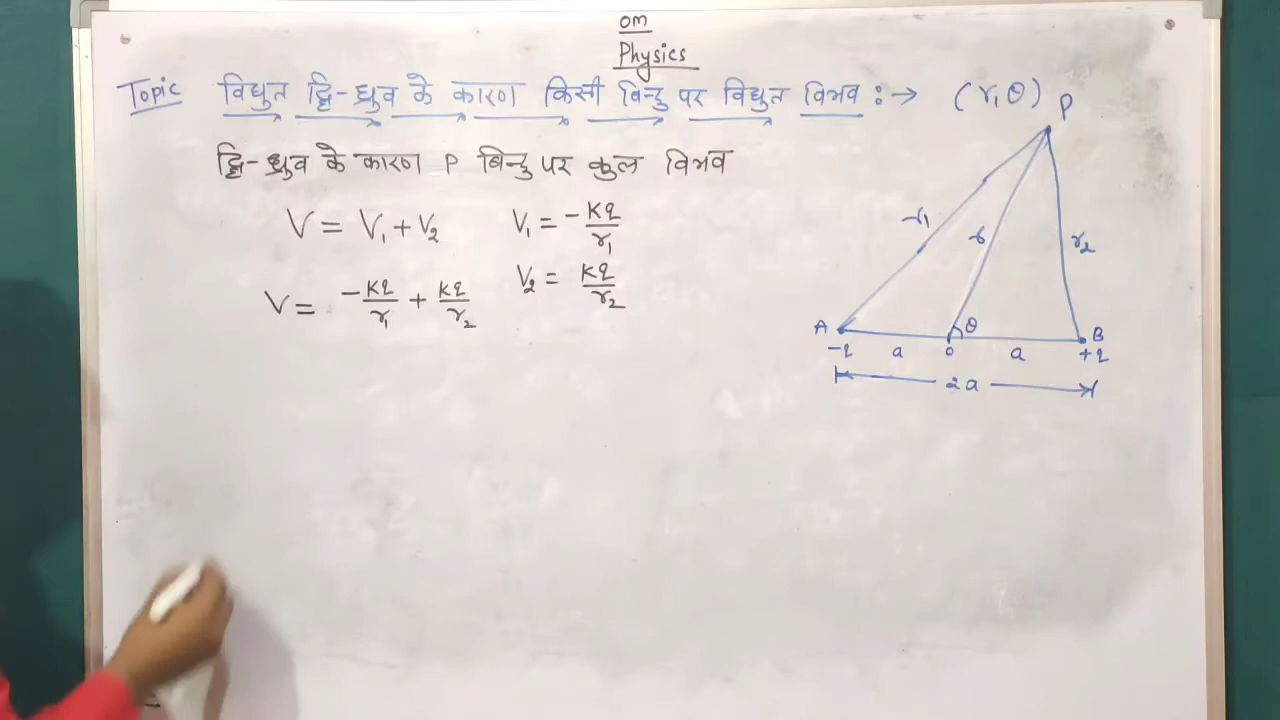 om
Physics
Topic विद्युत द्वि-ध्रुव के कारण किसी बिन्दु पर विद्युत विभव :→ (r, θ) P
द्वि-ध्रुव के कारण P बिन्दु पर कुल विभव
V = V₁ + V₂ V₁ = -Kq/r₁
V₂ = Kq/r₂
V = -Kq/r₁ + Kq/r₂
r₁ r r₂
A θ B
-q a o a +q
2a